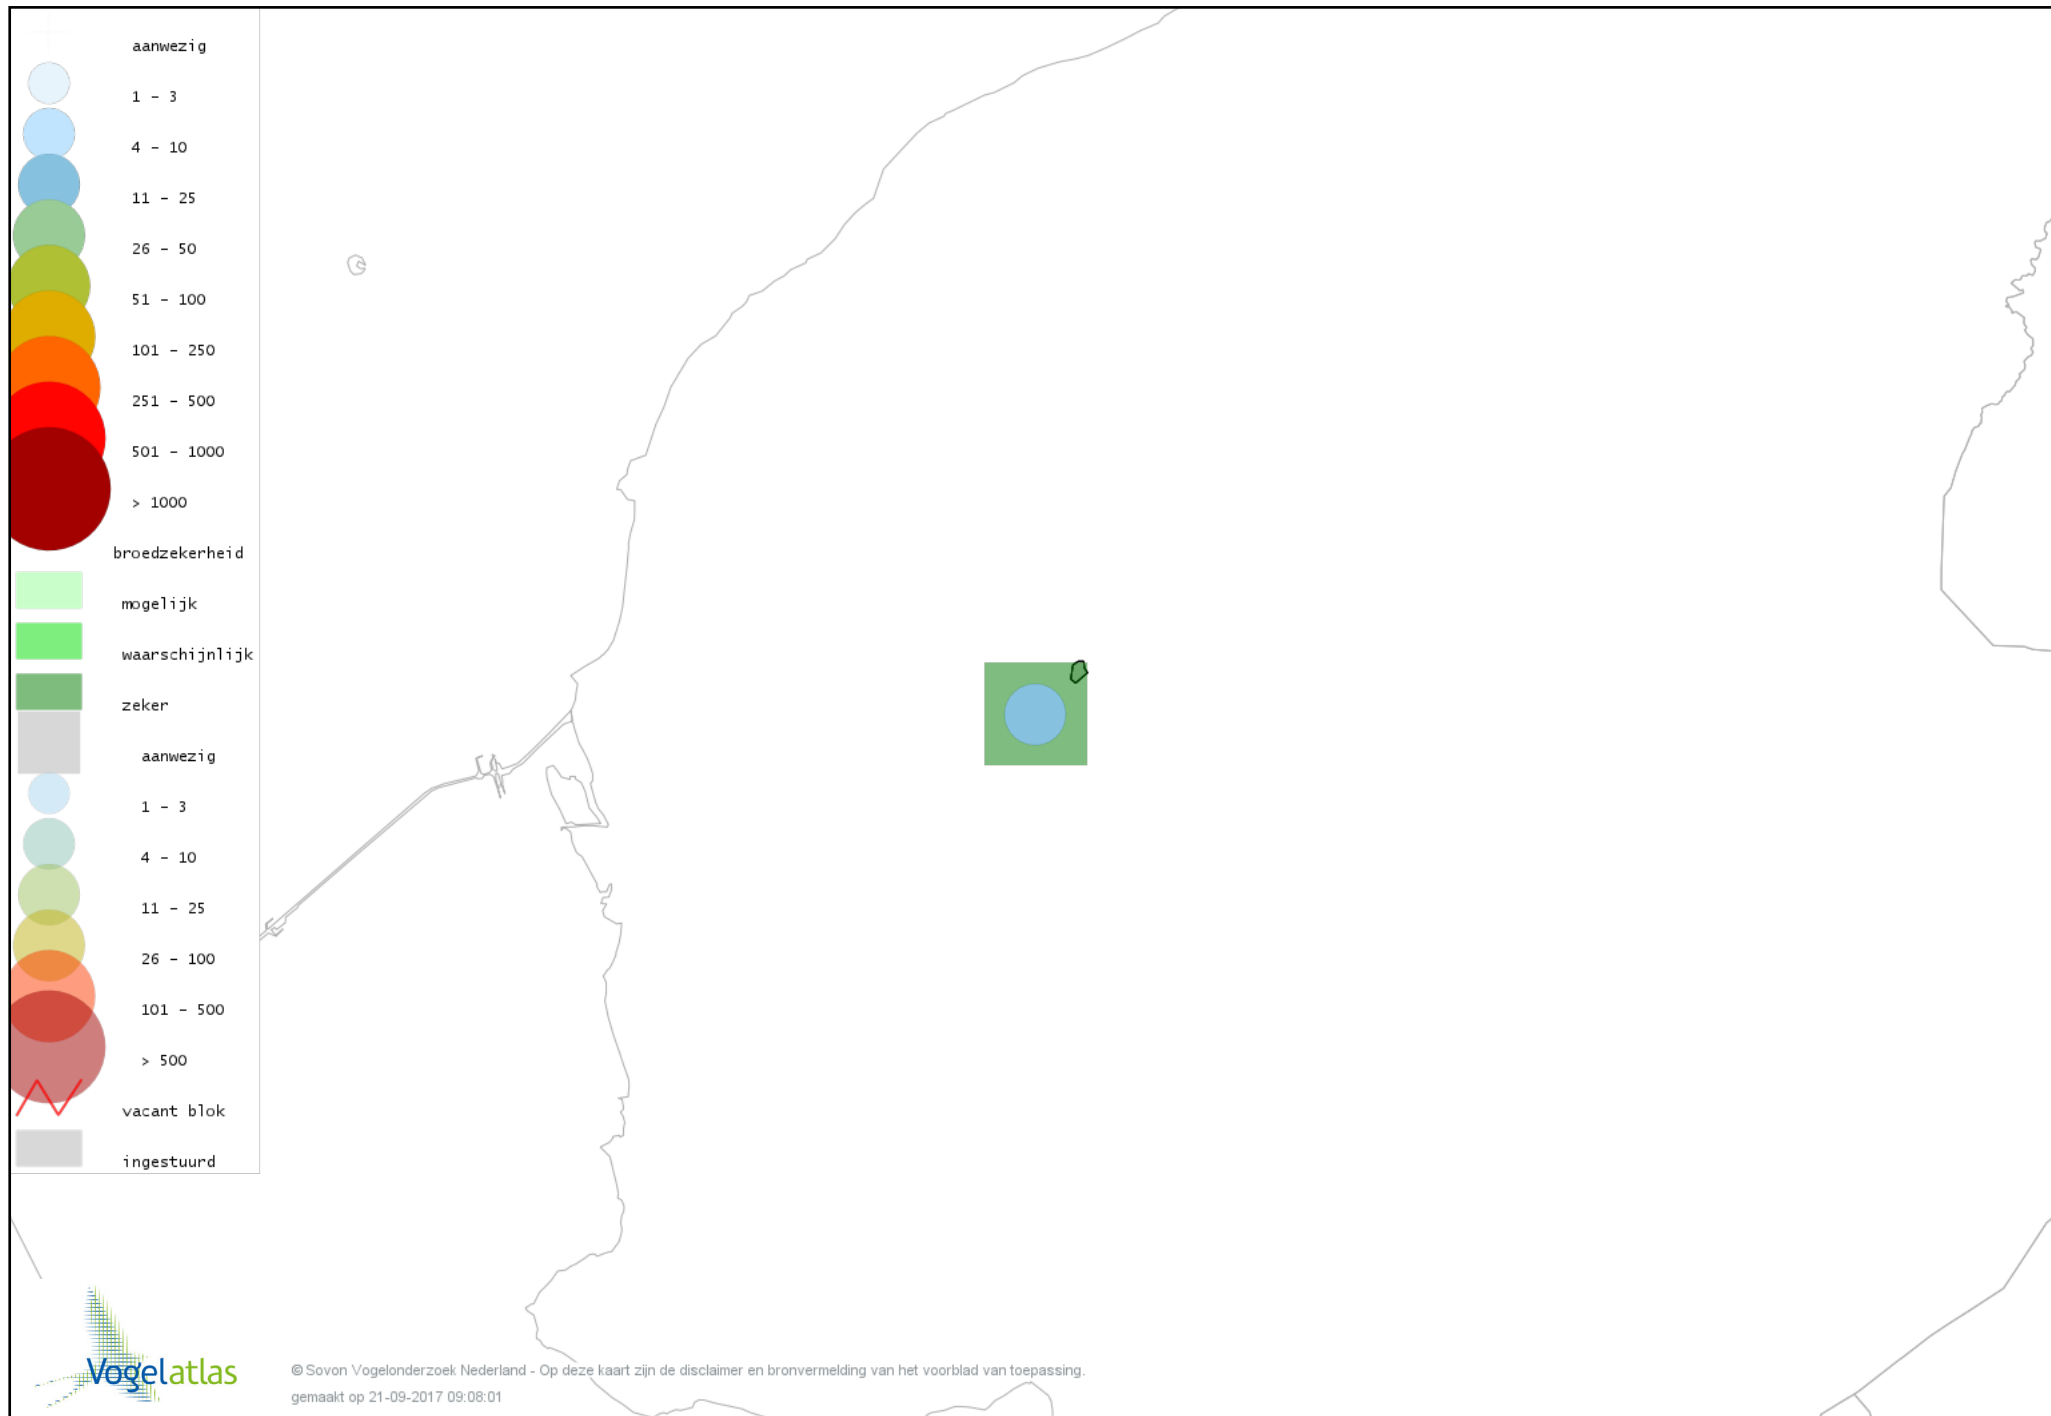 aanwezig
1 - 3
4 - 10
11 - 25
26 - 50
51 - 100
101 - 250
251 - 500
501 - 1000
> 1000
broedzekerheid
mogelijk
waarschijnlijk
zeker
aanwezig
1 - 3
4 - 10
11 - 25
26 - 100
101 - 500
> 500
vacant blok
ingestuurd
Vogelatlas
© Sovon Vogelonderzoek Nederland - Op deze kaart zijn de disclaimer en bronvermelding van het voorblad van toepassing.
gemaakt op 21-09-2017 09:08:01